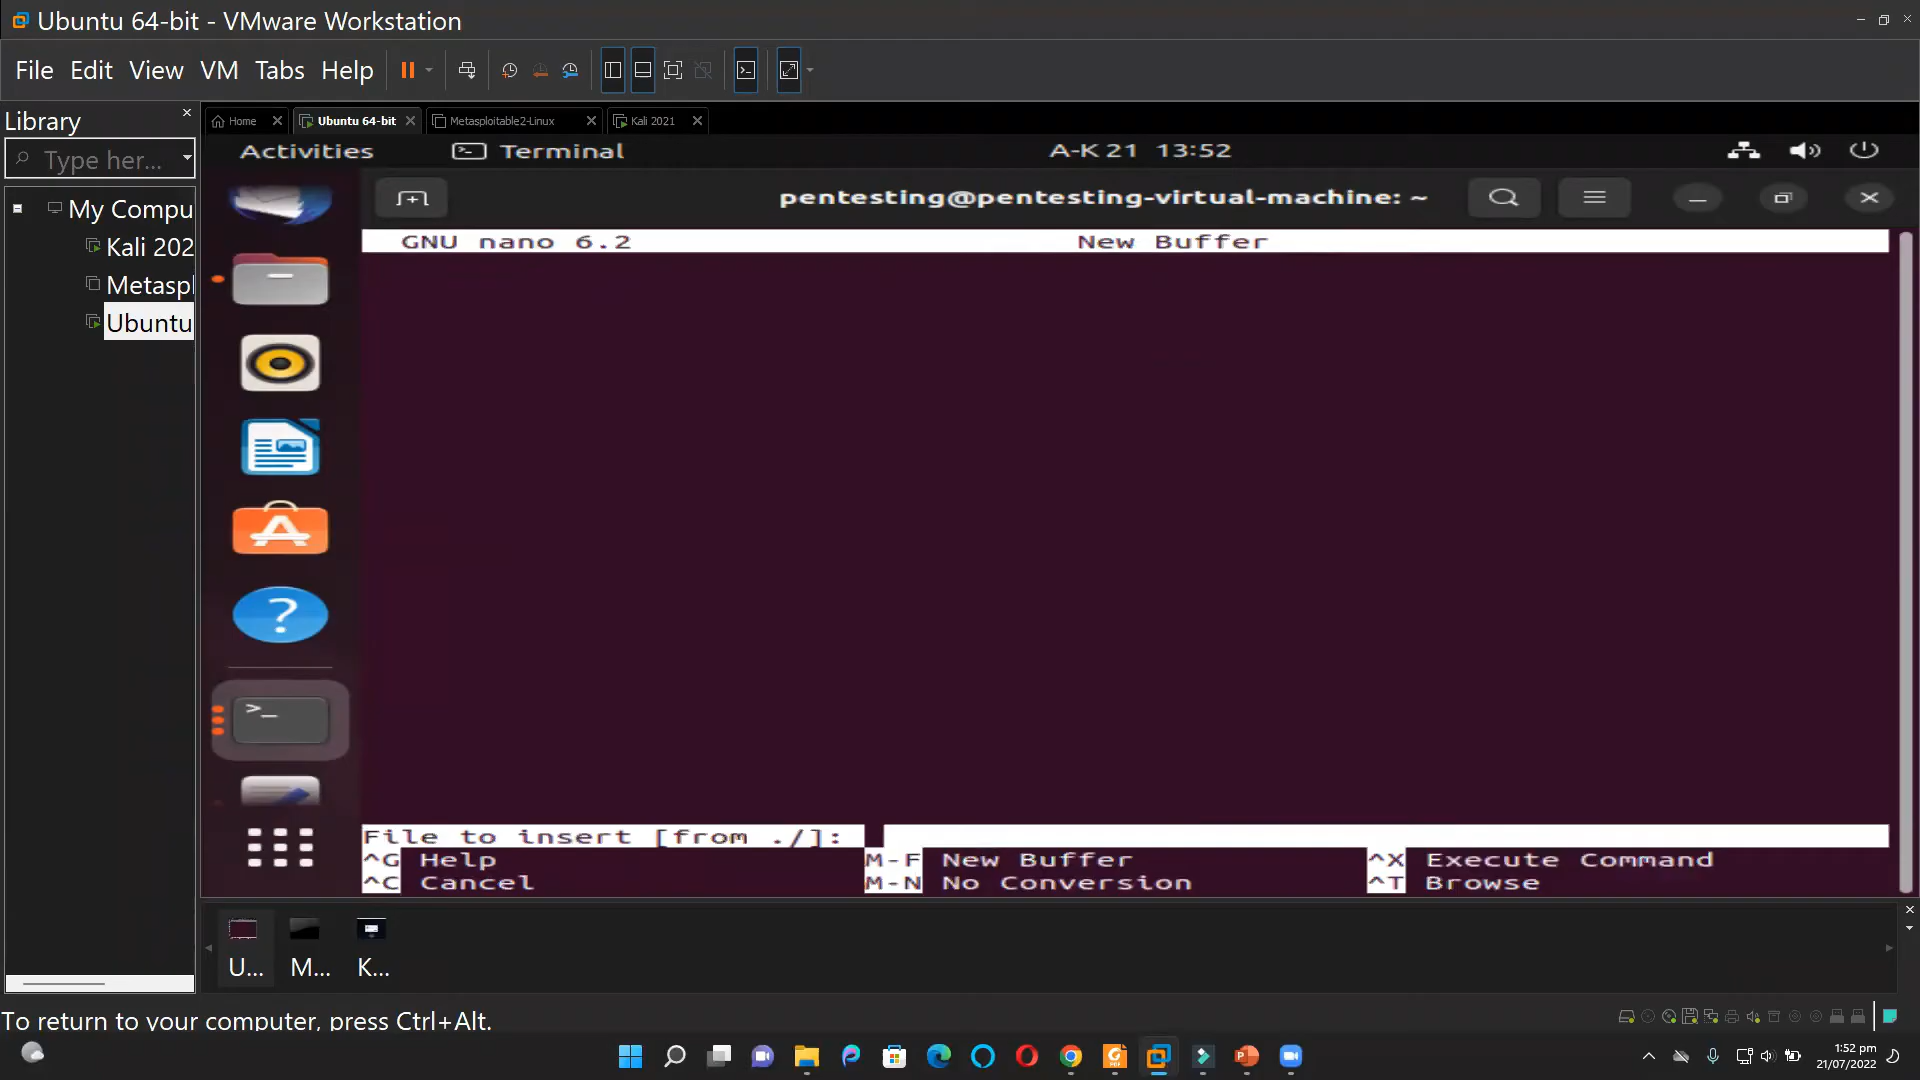 Ubuntu 64-bit - VMware Workstation
File Edit View VM Tabs Help
Library
Type her...
My Compu
Kali 202
Metaspl
Ubuntu
Home
Ubuntu 64-bit
Metasploitable2-Linux
Kali 2021
Activities
Terminal
A-K 21 13:52
pentesting@pentesting-virtual-machine: ~
GNU nano 6.2
New Buffer
File to insert [from ./]:
^G Help
M-F New Buffer
^X Execute Command
^C Cancel
M-N No Conversion
^T Browse
U...
M...
K...
To return to your computer, press Ctrl+Alt.
1:52 pm
21/07/2022